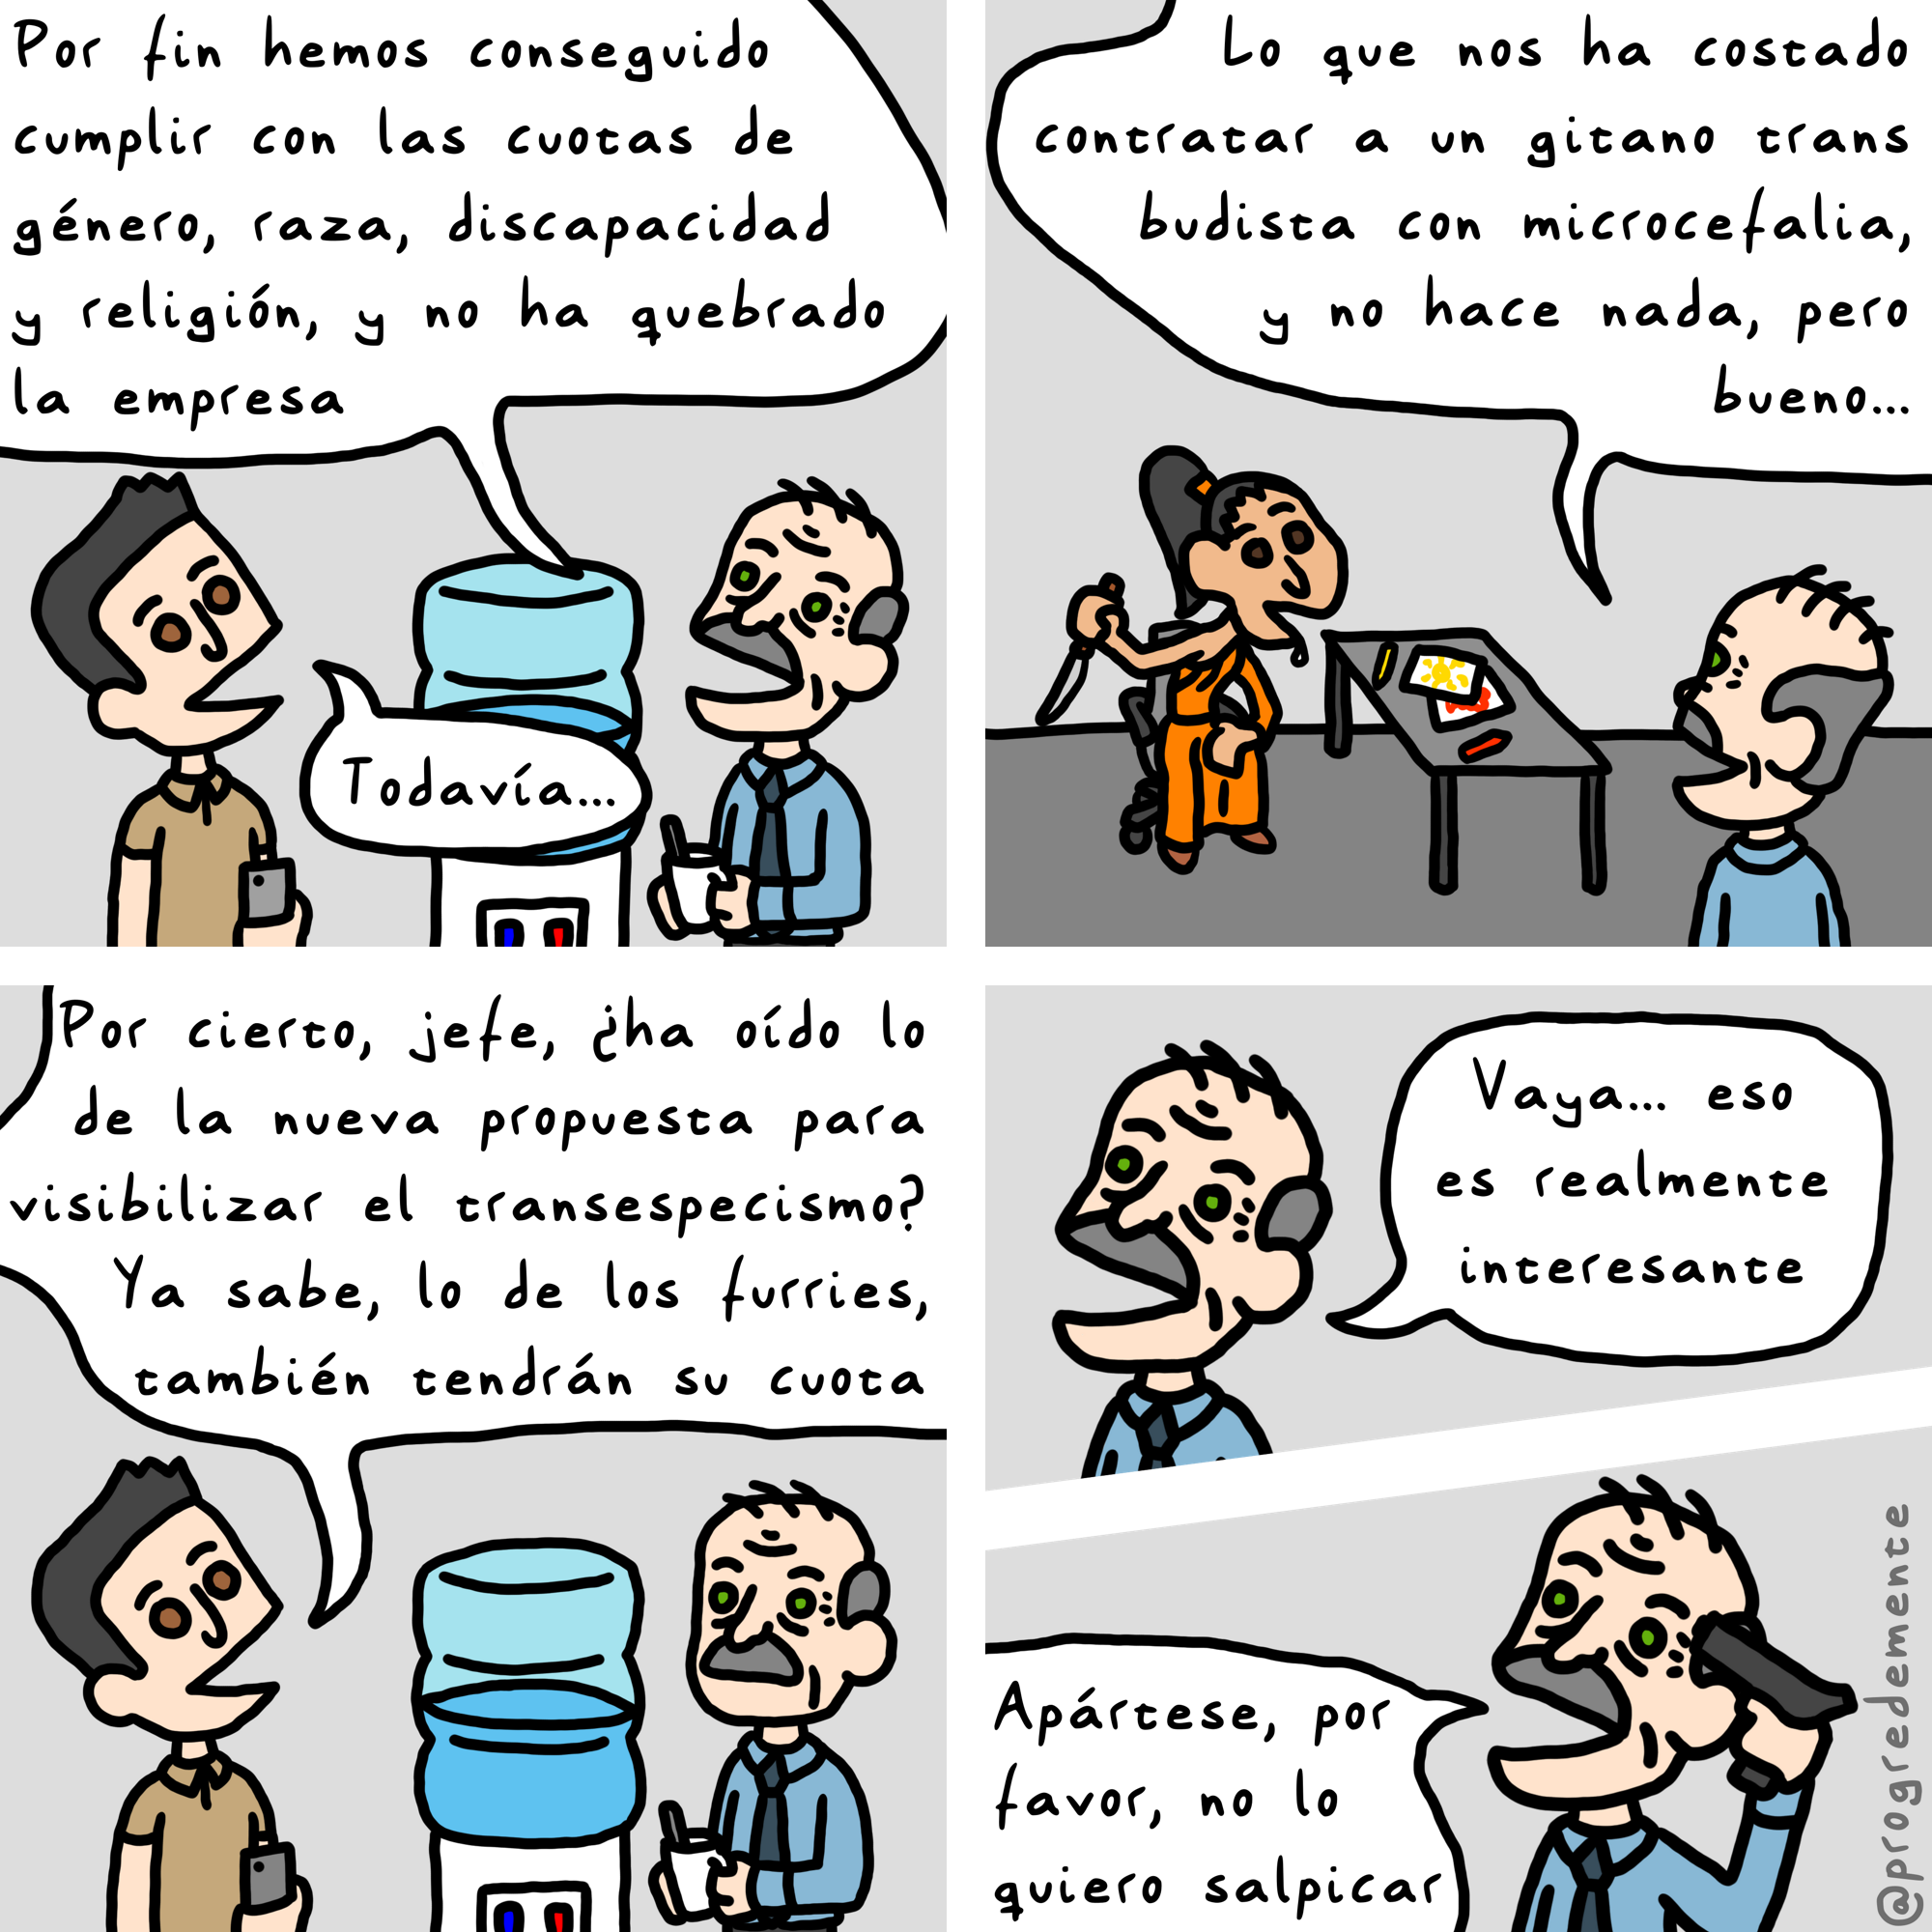 Por fin hemos conseguido
cumplir con las cuotas de
género, raza, discapacidad
y religión, y no ha quebrado
la empresa
Todavía...
Lo que nos ha costado
contratar a un gitano trans
budista con microcefalia,
y no hace nada, pero
bueno...
Por cierto, jefe, ¿ha oído lo
de la nueva propuesta para
visibilizar el transespecismo?
Ya sabe, lo de los furries,
también tendrán su cuota
Vaya... eso
es realmente
interesante
Apártese, por
favor, no lo
quiero salpicar
@progredemente